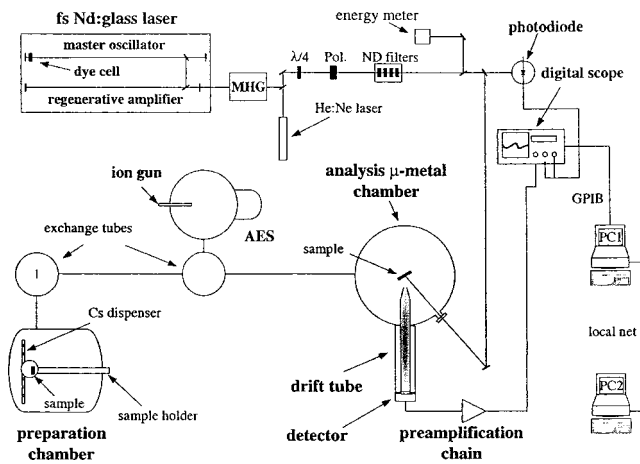 fs Nd:glass laser
master oscillator
dye cell
regenerative amplifier
MHG
He:Ne laser
λ/4
Pol.
ND filters
energy meter
photodiode
digital scope
GPIB
PC1
local net
PC2
ion gun
AES
exchange tubes
1
analysis μ-metal
chamber
sample
drift tube
detector
preamplification
chain
Cs dispenser
sample
sample holder
preparation
chamber